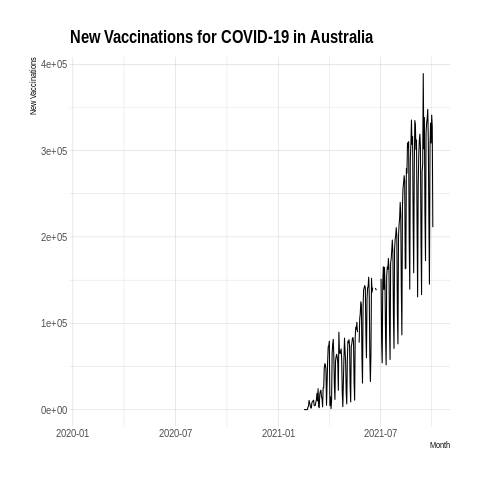 New Vaccinations for COVID-19 in Australia
New Vaccinations
4e+05
3e+05
2e+05
1e+05
0e+00
2020-01
2020-07
2021-01
2021-07
Month